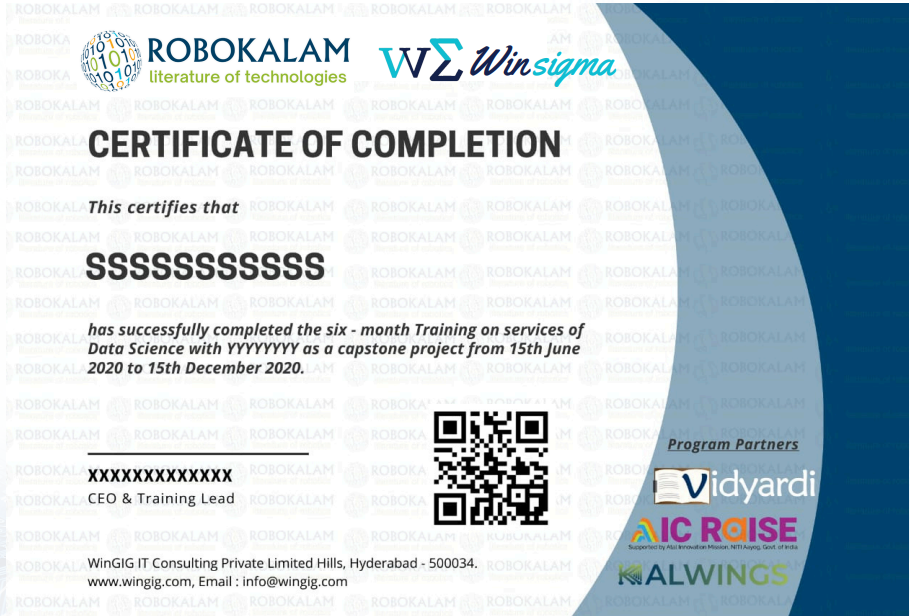 ROBOKALAM
literature of technologies
WΣ Winsigma
CERTIFICATE OF COMPLETION
This certifies that
SSSSSSSSSSS
has successfully completed the six - month Training on services of
Data Science with YYYYYYYY as a capstone project from 15th June
2020 to 15th December 2020.
XXXXXXXXXXXXX
CEO & Training Lead
WinGIG IT Consulting Private Limited Hills, Hyderabad - 500034.
www.wingig.com, Email : info@wingig.com
Program Partners
Vidyardi
AIC RAISE
Supported by Atal Innovation Mission, NITI Aayog, Govt. of India
KALWINGS